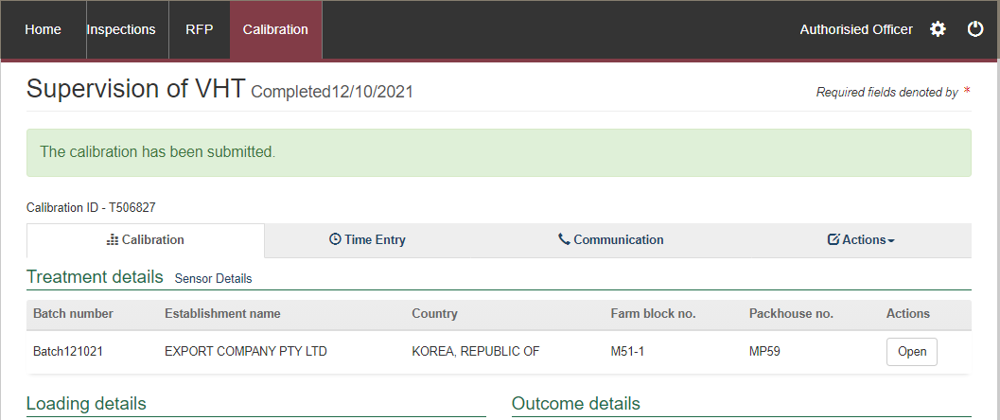 Home Inspections RFP Calibration Authorisied Officer
Supervision of VHT Completed12/10/2021 Required fields denoted by *
The calibration has been submitted.
Calibration ID - T506827
Calibration Time Entry Communication Actions
Treatment details Sensor Details
Batch number Establishment name Country Farm block no. Packhouse no. Actions
Batch121021 EXPORT COMPANY PTY LTD KOREA, REPUBLIC OF M51-1 MP59 Open
Loading details Outcome details